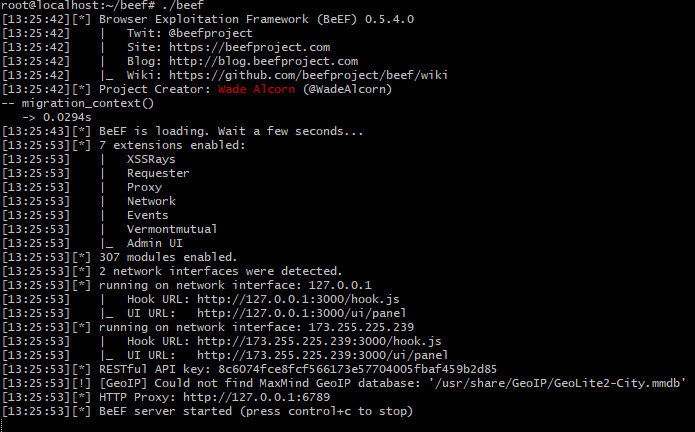 root@localhost:~/beef# ./beef
[13:25:42][*] Browser Exploitation Framework (BeEF) 0.5.4.0
[13:25:42]    |   Twit: @beefproject
[13:25:42]    |   Site: https://beefproject.com
[13:25:42]    |   Blog: http://blog.beefproject.com
[13:25:42]    |_  Wiki: https://github.com/beefproject/beef/wiki
[13:25:42][*] Project Creator: Wade Alcorn (@WadeAlcorn)
-- migration_context()
   -> 0.0294s
[13:25:43][*] BeEF is loading. Wait a few seconds...
[13:25:53][*] 7 extensions enabled:
[13:25:53]    |   XSSRays
[13:25:53]    |   Requester
[13:25:53]    |   Proxy
[13:25:53]    |   Network
[13:25:53]    |   Events
[13:25:53]    |   Vermontmutual
[13:25:53]    |_  Admin UI
[13:25:53][*] 307 modules enabled.
[13:25:53][*] 2 network interfaces were detected.
[13:25:53][*] running on network interface: 127.0.0.1
[13:25:53]    |   Hook URL: http://127.0.0.1:3000/hook.js
[13:25:53]    |_  UI URL:   http://127.0.0.1:3000/ui/panel
[13:25:53][*] running on network interface: 173.255.225.239
[13:25:53]    |   Hook URL: http://173.255.225.239:3000/hook.js
[13:25:53]    |_  UI URL:   http://173.255.225.239:3000/ui/panel
[13:25:53][*] RESTful API key: 8c6074fce8fcf566173e57704005fbaf459b2d85
[13:25:53][!] [GeoIP] Could not find MaxMind GeoIP database: '/usr/share/GeoIP/GeoLite2-City.mmdb'
[13:25:53][*] HTTP Proxy: http://127.0.0.1:6789
[13:25:53][*] BeEF server started (press control+c to stop)